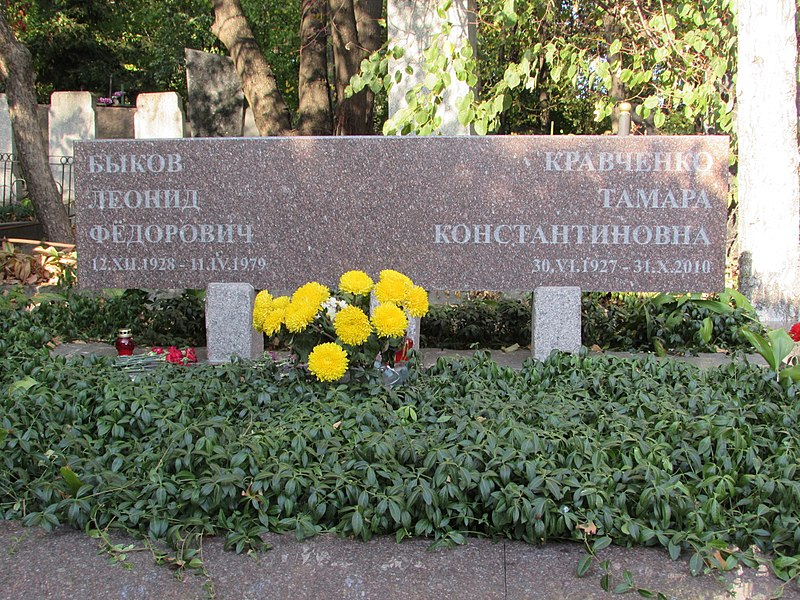 БЫКОВ
ЛЕОНИД
ФЁДОРОВИЧ
12.XII.1928 - 11.IV.1979
КРАВЧЕНКО
ТАМАРА
КОНСТАНТИНОВНА
30.VI.1927 - 31.X.2010